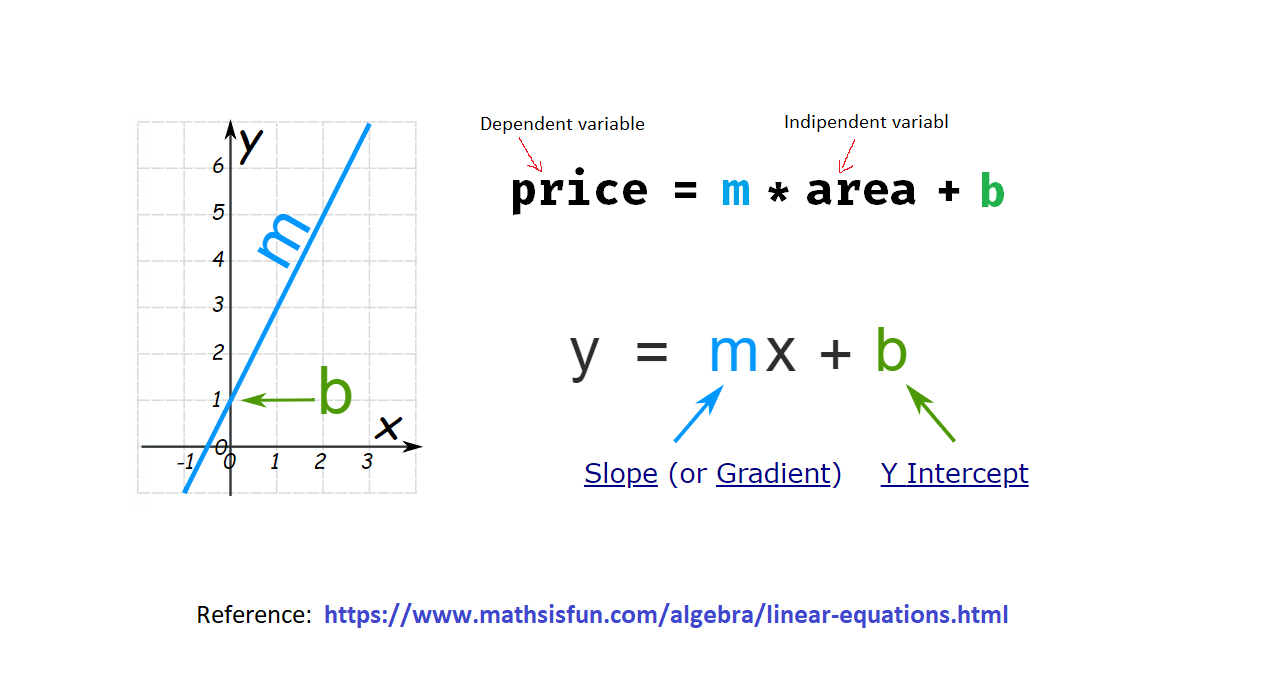 y
6
5
4
3
2
1
0
-1 0 1 2 3
x
m
b
Dependent variable
Indipendent variabl
price = m * area + b
y = mx + b
Slope (or Gradient)
Y Intercept
Reference: https://www.mathsisfun.com/algebra/linear-equations.html